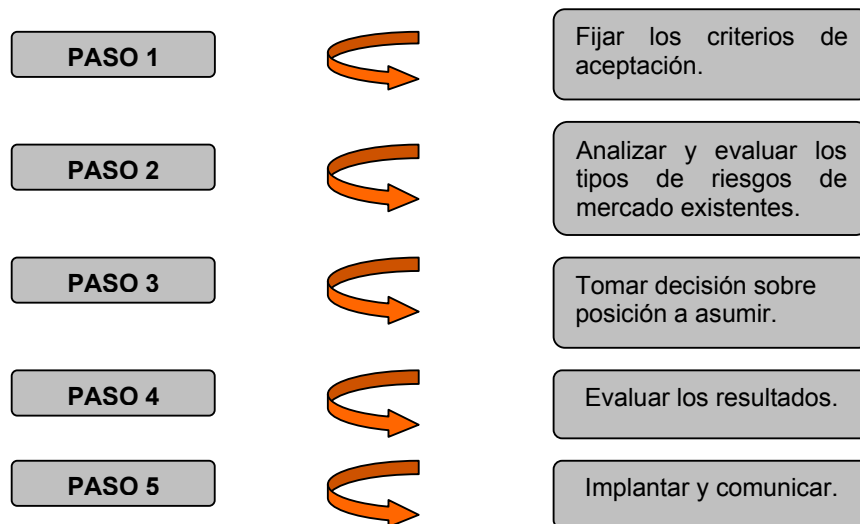 PASO 1
Fijar los criterios de
aceptación.
PASO 2
Analizar y evaluar los
tipos de riesgos de
mercado existentes.
PASO 3
Tomar decisión sobre
posición a asumir.
PASO 4
Evaluar los resultados.
PASO 5
Implantar y comunicar.